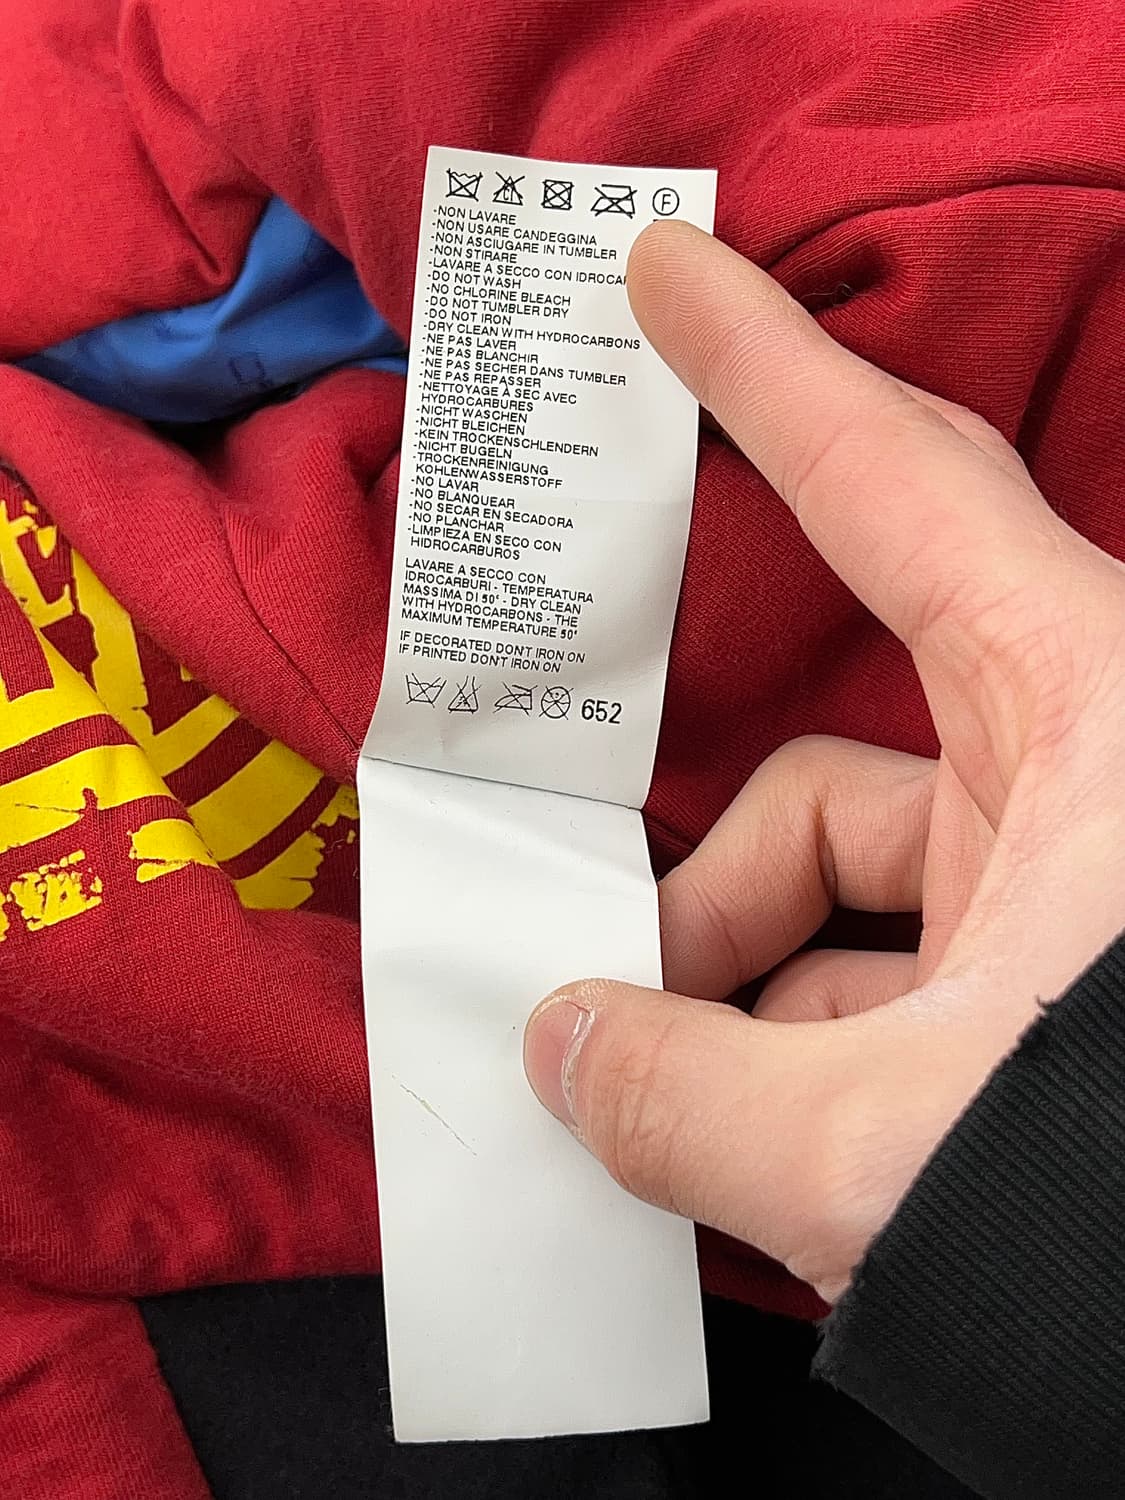 F
-NON LAVARE
-NON USARE CANDEGGINA
-NON ASCIUGARE IN TUMBLER
-NON STIRARE
-LAVARE A SECCO CON
-DO NOT WASH
-NO CHLORINE BLEACH
-DO NOT TUMBLER DRY
-DO NOT IRON
-DRY CLEAN WITH HYDROCARBONS
-NE PAS LAVER
-NE PAS BLANCHIR
-NE PAS SECHER DANS TUMBLER
-NE PAS REPASSER
-NETTOYAGE À SEC AVEC
HYDROCARBURES
-NICHT WASCHEN
-NICHT BLEICHEN
-KEIN TROCKENSCHLENDERN
-NICHT BUGELN
-TROCKENREINIGUNG
KOHLENWASSERSTOFF
-NO LAVAR
-NO BLANQUEAR
-NO SECAR EN SECADORA
-NO PLANCHAR
-LIMPIEZA EN SECO CON
HIDROCARBUROS
LAVARE A SECCO CON
IDROCARBURI - TEMPERATURA
MASSIMA DI 50° - DRY CLEAN
WITH HYDROCARBONS - THE
MAXIMUM TEMPERATURE 50°
IF DECORATED DON'T IRON ON
IF PRINTED DON'T IRON ON
652